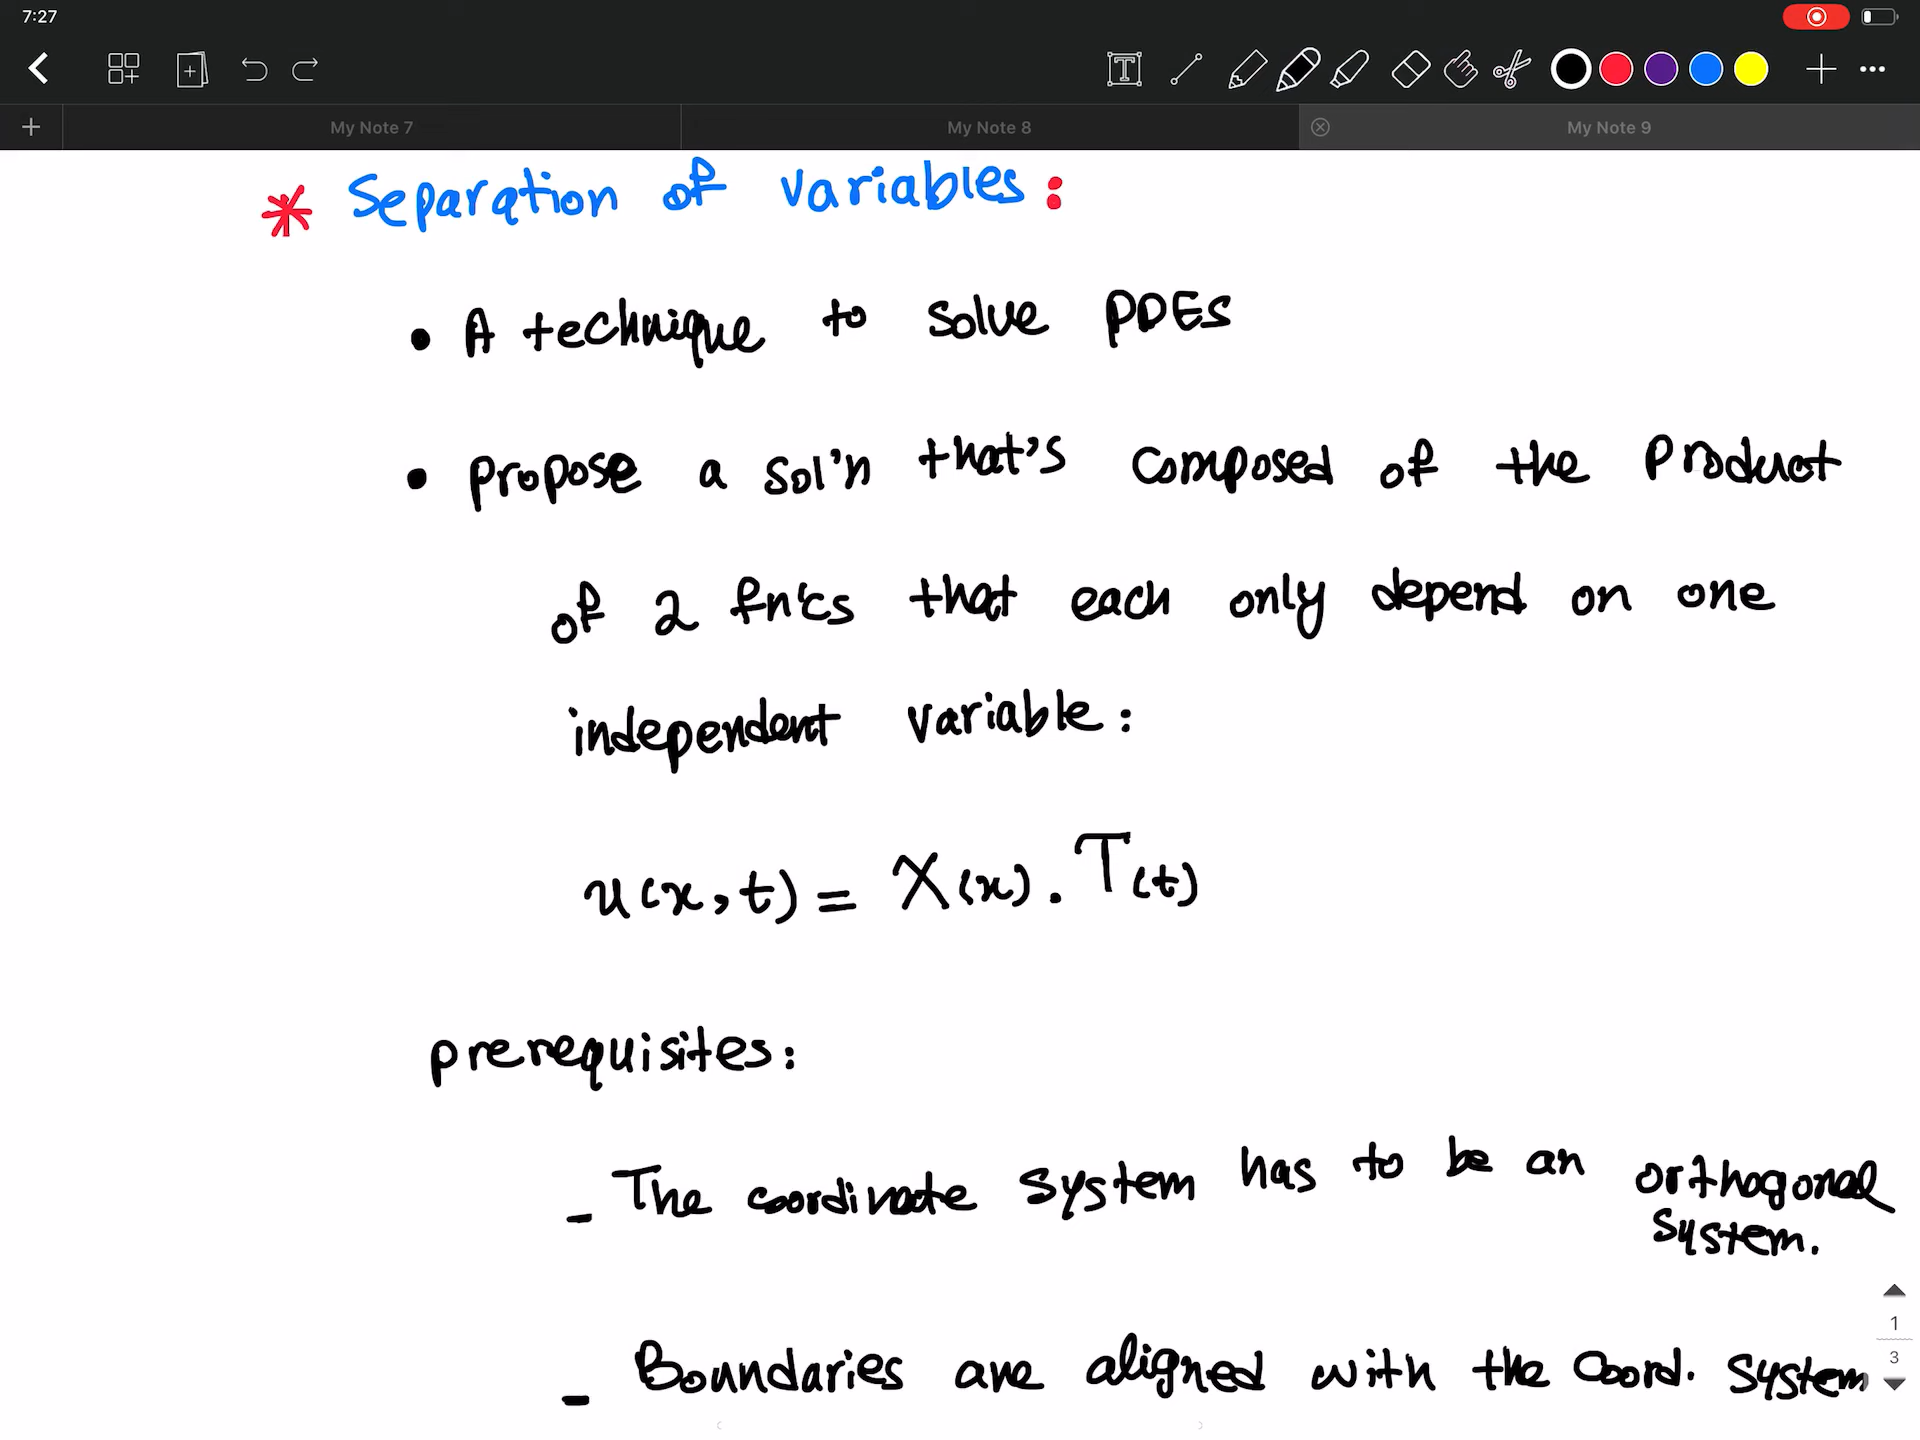 7:27
My Note 7
My Note 8
My Note 9
* Separation of variables:
• A technique to solve PDEs
• propose a sol'n that's composed of the product
of 2 fn'cs that each only depend on one
independent variable:
u(x,t) = X(x) . T(t)
prerequisites:
- The coordinate system has to be an orthogonal
system.
- Boundaries are aligned with the Coord. system
1
3